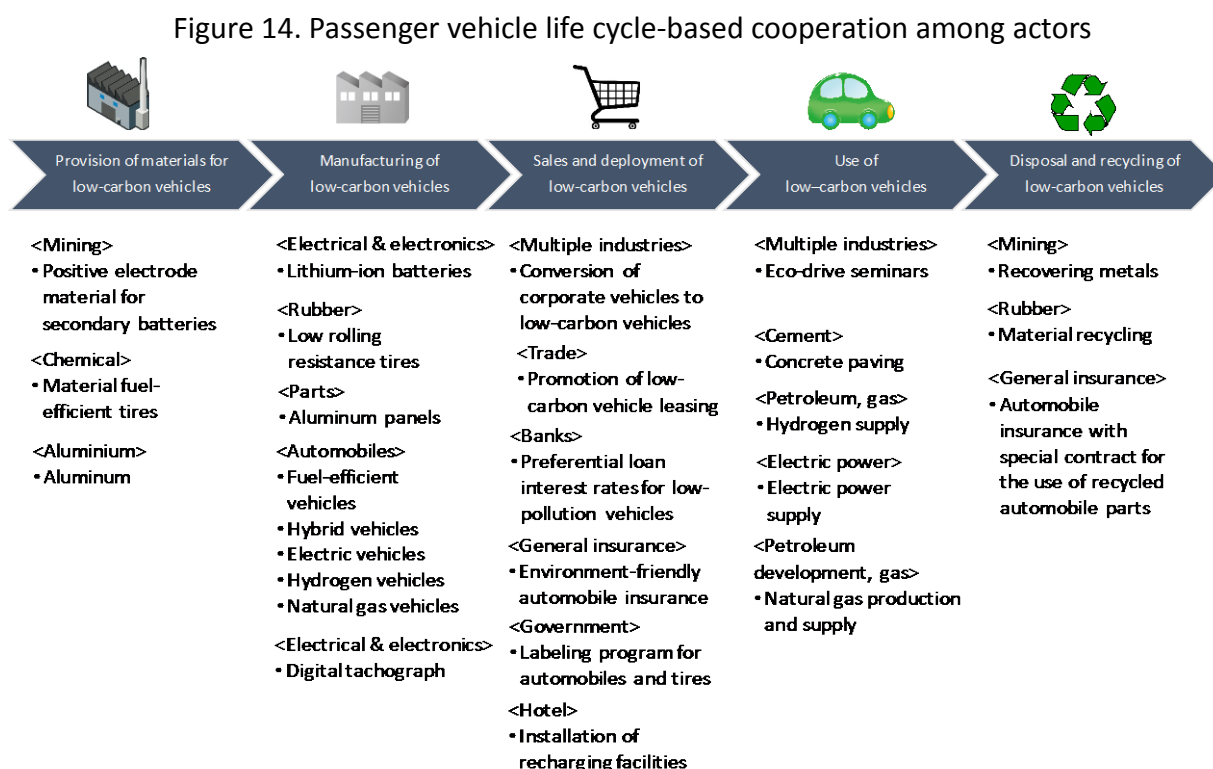 Figure 14. Passenger vehicle life cycle-based cooperation among actors
Provision of materials for
low-carbon vehicles
Manufacturing of
low-carbon vehicles
Sales and deployment of
low-carbon vehicles
Use of
low–carbon vehicles
Disposal and recycling of
low-carbon vehicles
<Mining>
・Positive electrode
material for
secondary batteries
<Chemical>
・Material fuel-
efficient tires
<Aluminium>
・Aluminum
<Electrical & electronics>
・Lithium-ion batteries
<Rubber>
・Low rolling
resistance tires
<Parts>
・Aluminum panels
<Automobiles>
・Fuel-efficient
vehicles
・Hybrid vehicles
・Electric vehicles
・Hydrogen vehicles
・Natural gas vehicles
<Electrical & electronics>
・Digital tachograph
<Multiple industries>
・Conversion of
corporate vehicles to
low-carbon vehicles
<Trade>
・Promotion of low-
carbon vehicle leasing
<Banks>
・Preferential loan
interest rates for low-
pollution vehicles
<General insurance>
・Environment-friendly
automobile insurance
<Government>
・Labeling program for
automobiles and tires
<Hotel>
・Installation of
recharging facilities
<Multiple industries>
・Eco-drive seminars
<Cement>
・Concrete paving
<Petroleum, gas>
・Hydrogen supply
<Electric power>
・Electric power
supply
<Petroleum
development, gas>
・Natural gas production
and supply
<Mining>
・Recovering metals
<Rubber>
・Material recycling
<General insurance>
・Automobile
insurance with
special contract for
the use of recycled
automobile parts